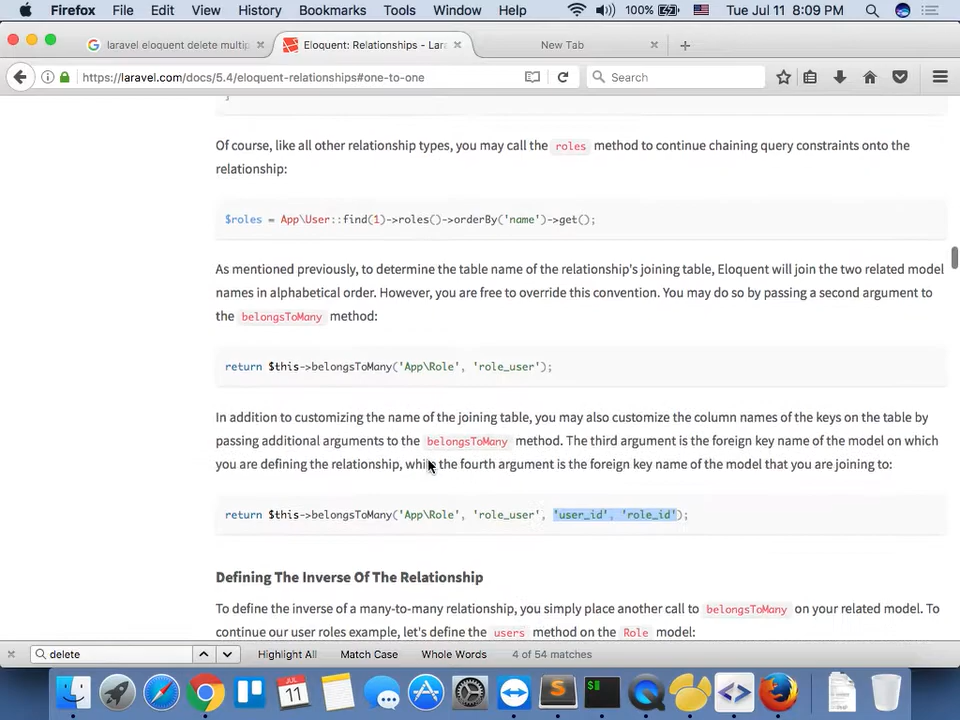 Firefox File Edit View History Bookmarks Tools Window Help 100% Tue Jul 11 8:09 PM
laravel eloquent delete multip Eloquent: Relationships - Lara New Tab
https://laravel.com/docs/5.4/eloquent-relationships#one-to-one Search
}
Of course, like all other relationship types, you may call the roles method to continue chaining query constraints onto the
relationship:
$roles = App\User::find(1)->roles()->orderBy('name')->get();
As mentioned previously, to determine the table name of the relationship's joining table, Eloquent will join the two related model
names in alphabetical order. However, you are free to override this convention. You may do so by passing a second argument to
the belongsToMany method:
return $this->belongsToMany('App\Role', 'role_user');
In addition to customizing the name of the joining table, you may also customize the column names of the keys on the table by
passing additional arguments to the belongsToMany method. The third argument is the foreign key name of the model on which
you are defining the relationship, while the fourth argument is the foreign key name of the model that you are joining to:
return $this->belongsToMany('App\Role', 'role_user', 'user_id', 'role_id');
Defining The Inverse Of The Relationship
To define the inverse of a many-to-many relationship, you simply place another call to belongsToMany on your related model. To
continue our user roles example, let's define the users method on the Role model:
delete Highlight All Match Case Whole Words 4 of 54 matches
11